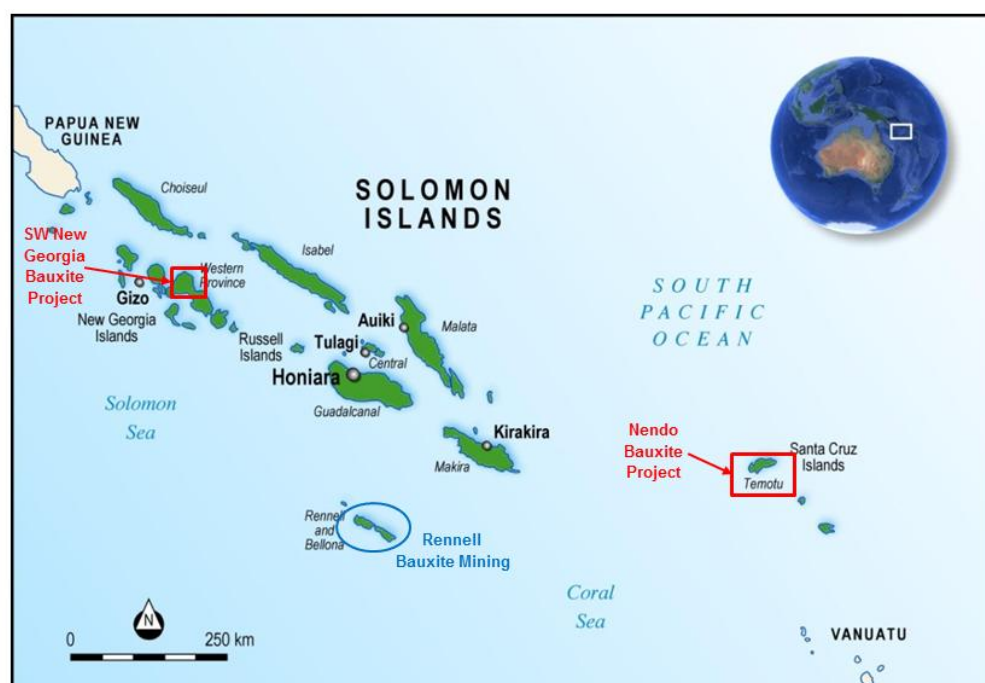 PAPUA NEW
GUINEA
Choiseul
SOLOMON
ISLANDS
SW New
Georgia
Bauxite
Project
Western
Province
Isabel
Gizo
New Georgia
Islands
Russell
Islands
Auiki
Malata
Tulagi
Central
Honiara
Guadalcanal
SOUTH
PACIFIC
OCEAN
Solomon
Sea
Kirakira
Makira
Nendo
Bauxite
Project
Santa Cruz
Islands
Temotu
Rennell
and
Bellona
Rennell
Bauxite Mining
Coral
Sea
N
0 250 km
VANUATU